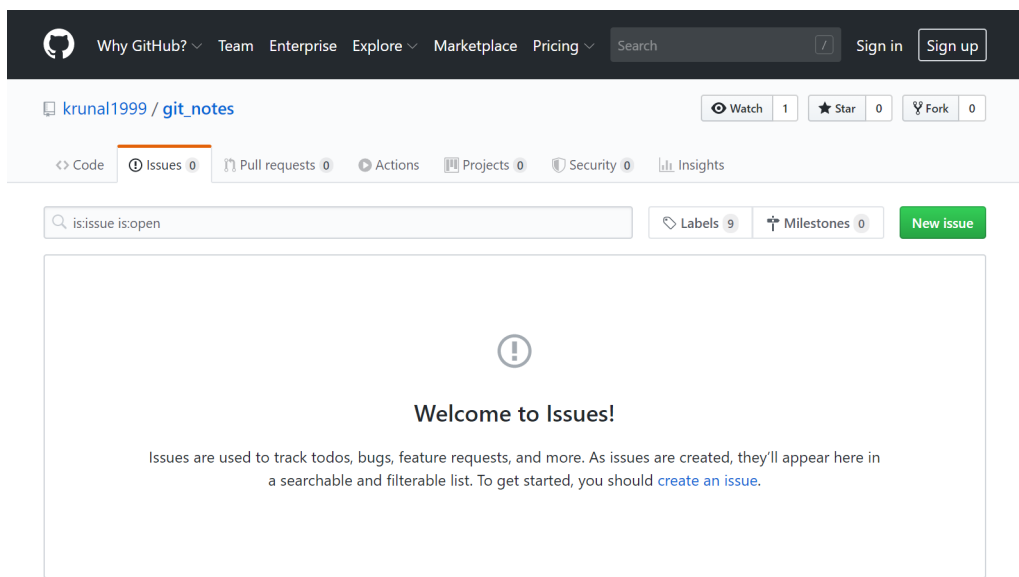 Why GitHub? Team Enterprise Explore Marketplace Pricing Search / Sign in Sign up
krunal1999 / git_notes Watch 1 Star 0 Fork 0
<> Code Issues 0 Pull requests 0 Actions Projects 0 Security 0 Insights
is:issue is:open Labels 9 Milestones 0 New issue
Welcome to Issues!
Issues are used to track todos, bugs, feature requests, and more. As issues are created, they’ll appear here in
a searchable and filterable list. To get started, you should create an issue.